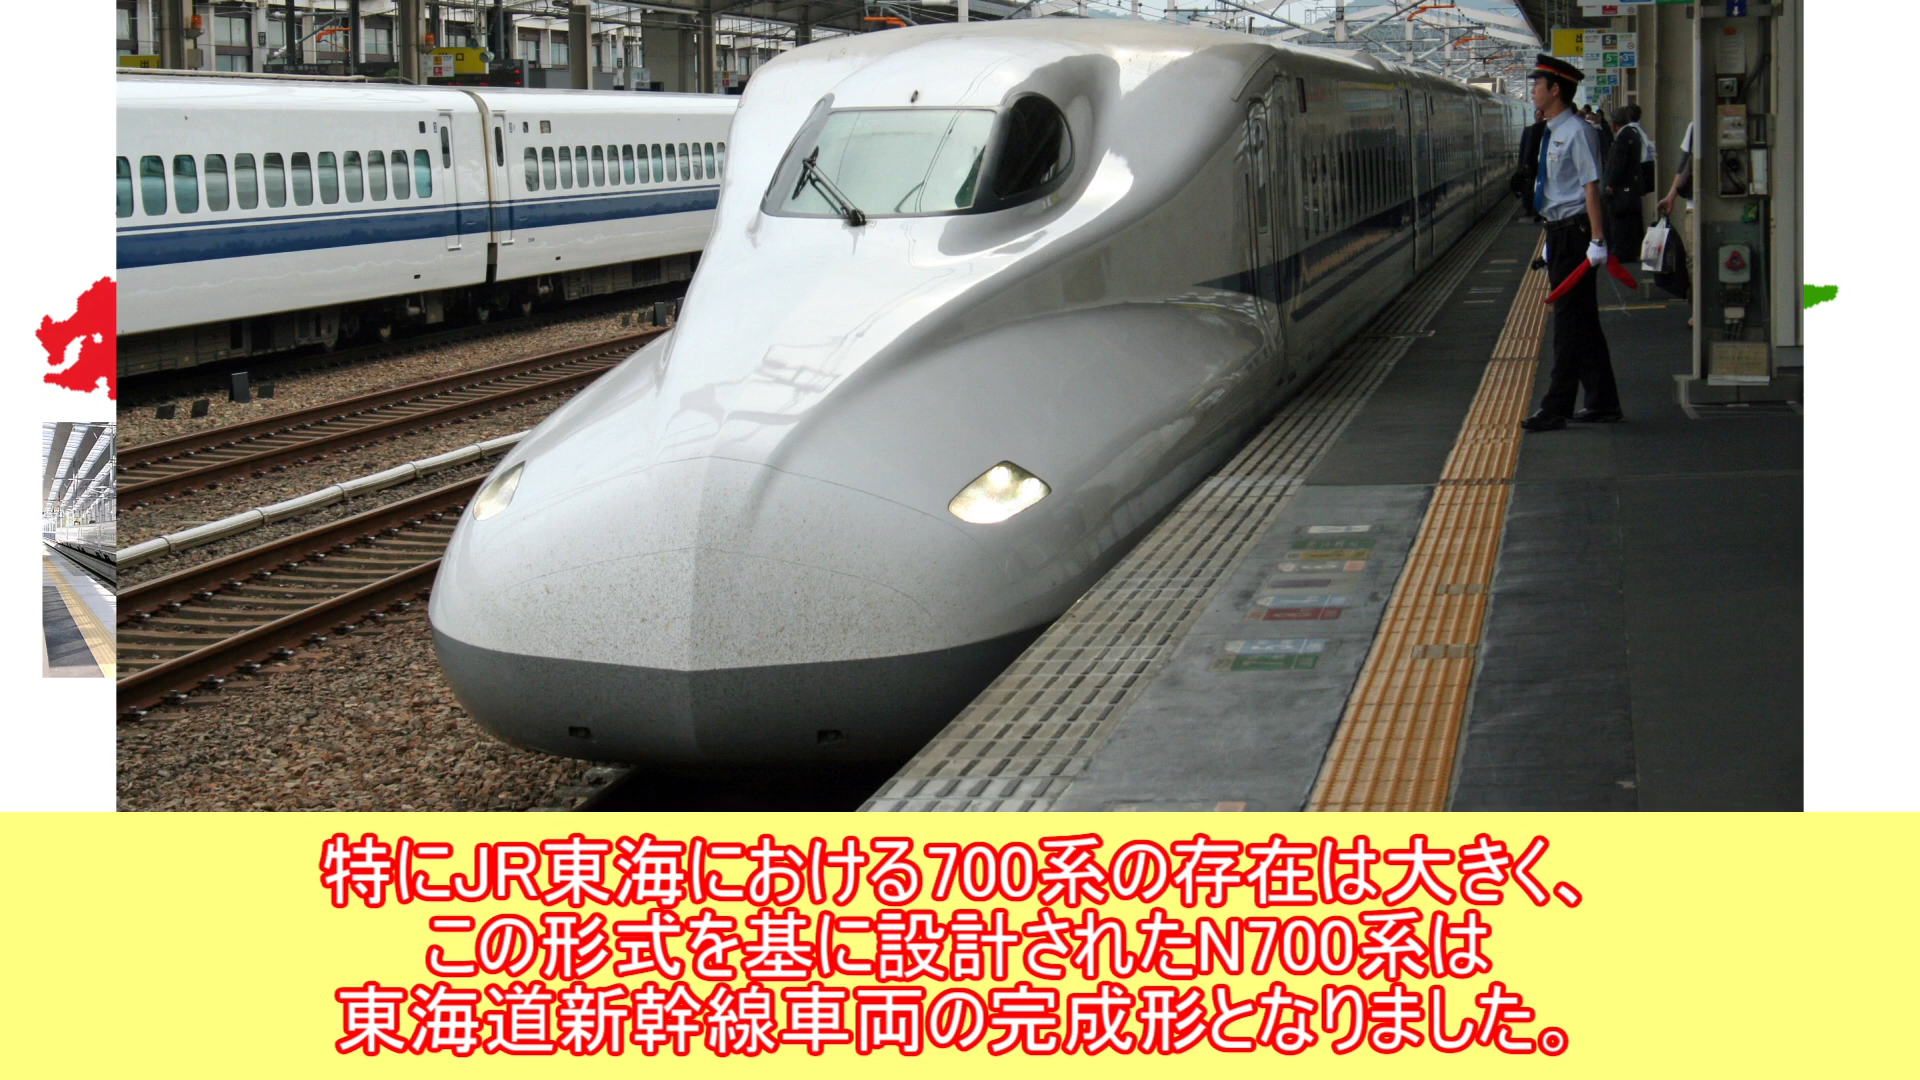 特にJR東海における700系の存在は大きく、
この形式を基に設計されたN700系は
東海道新幹線車両の完成形となりました。